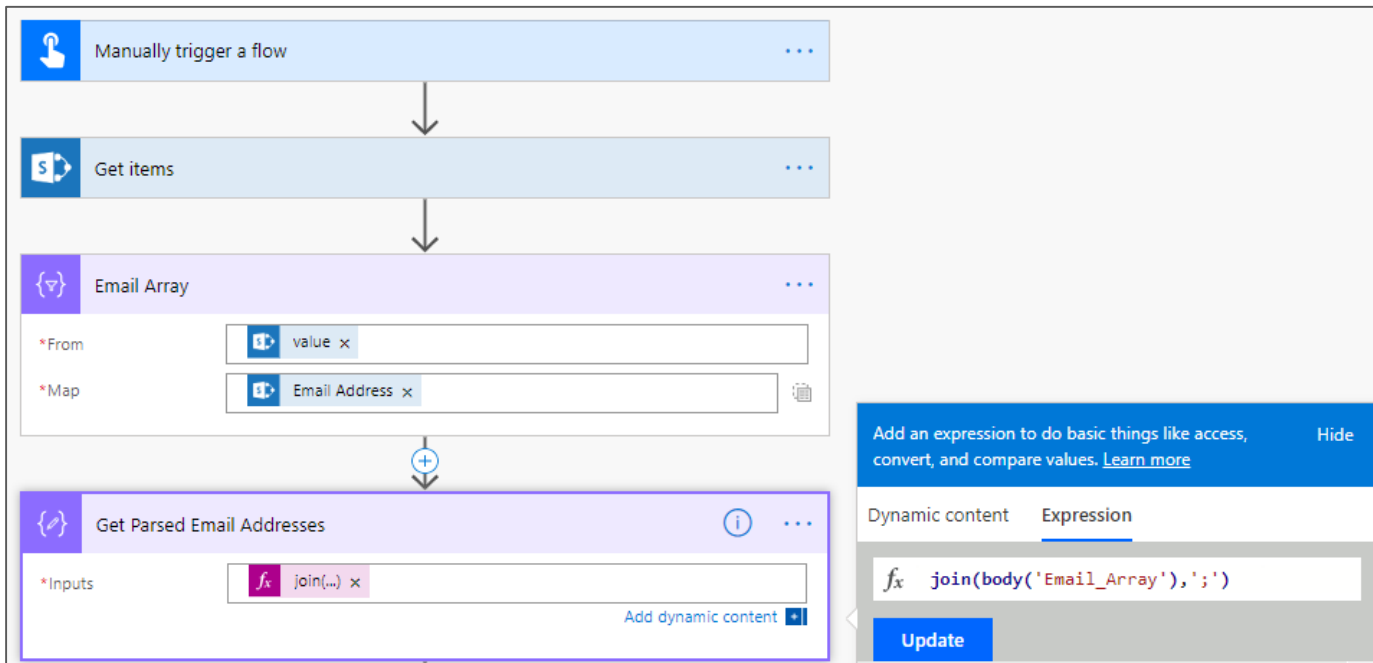 Manually trigger a flow
Get items
Email Array
*From
value ×
*Map
Email Address ×
Get Parsed Email Addresses
*Inputs
fx join(...) ×
Add dynamic content
Add an expression to do basic things like access,
convert, and compare values. Learn more
Hide
Dynamic content Expression
fx join(body('Email_Array'),';')
Update